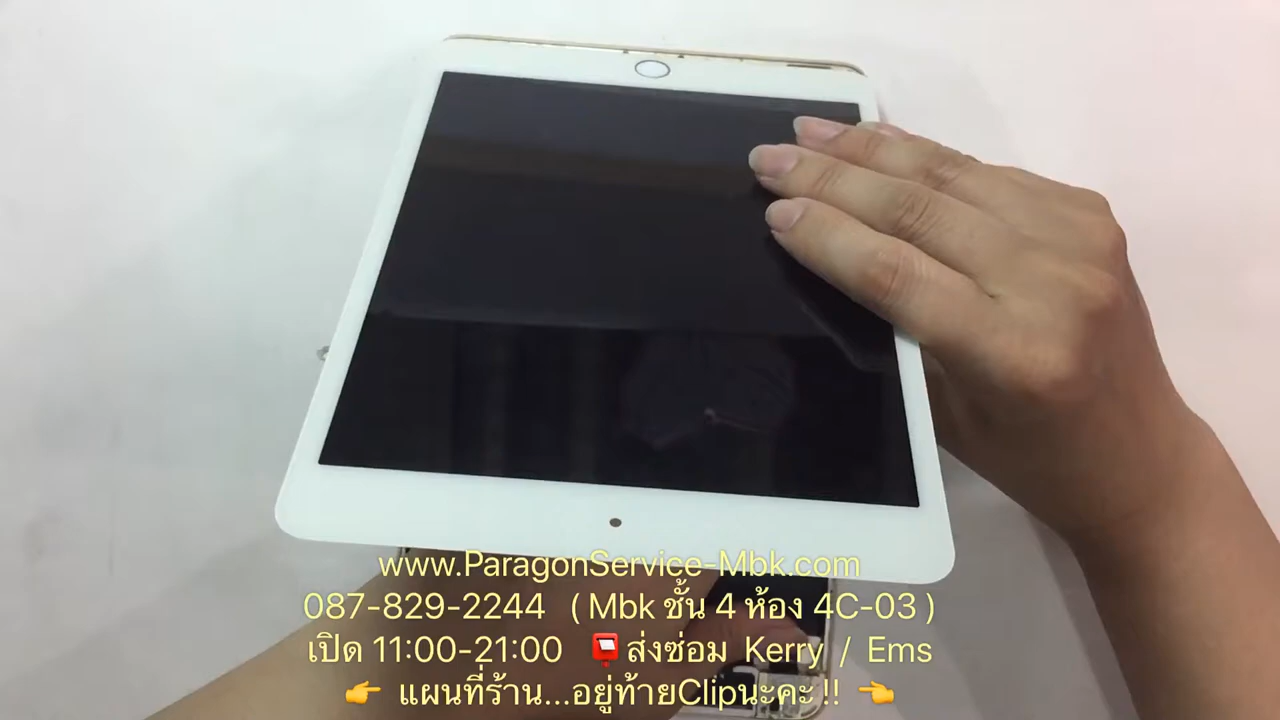 www.ParagonService-Mbk.com
087-829-2244 ( Mbk ชั้น 4 ห้อง 4C-03 )
เปิด 11:00-21:00 📮ส่งซ่อม Kerry / Ems
👉 แผนที่ร้าน...อยู่ท้ายClipนะคะ !! 👈